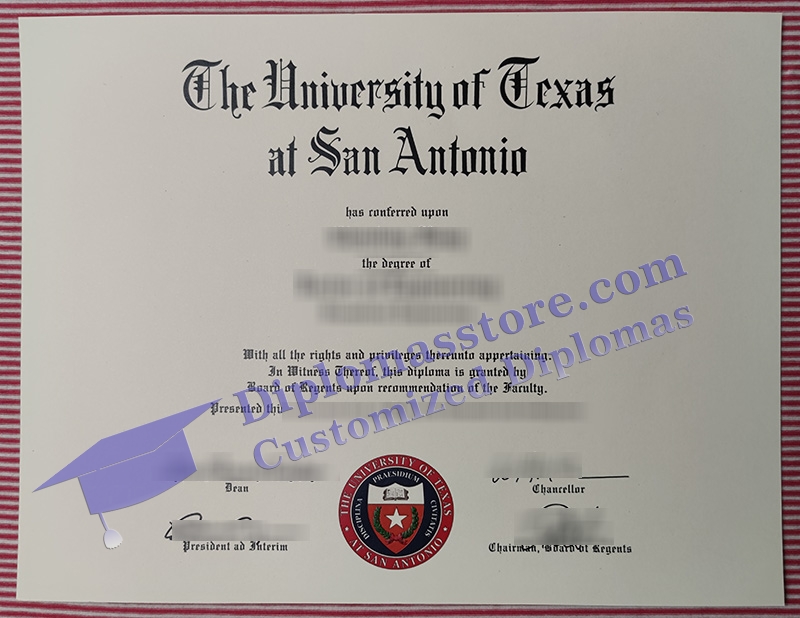 The University of Texas
at San Antonio
has conferred upon
the degree of
With all the rights and privileges thereunto appertaining.
In Witness Thereof, this diploma is granted by
Board of Regents upon recommendation of the Faculty.
Presented
Diplomasstore.com
Customized Diplomas
Dean
Chancellor
President ad Interim
Chairman, Board of Regents
THE UNIVERSITY OF TEXAS
AT SAN ANTONIO
PRAESIDIUM
DISCIPLINA
CIVITATIS